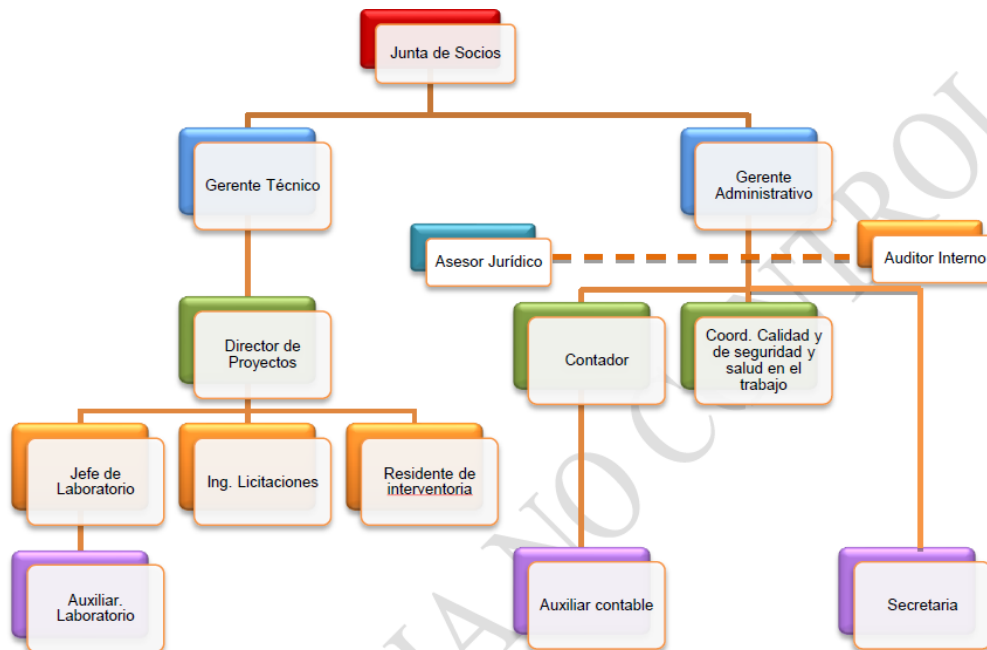 Junta de Socios
Gerente Técnico
Gerente
Administrativo
Asesor Jurídico
Auditor Interno
Director de
Proyectos
Contador
Coord. Calidad y
de seguridad y
salud en el
trabajo
Jefe de
Laboratorio
Ing. Licitaciones
Residente de
interventoria
Auxiliar.
Laboratorio
Auxiliar contable
Secretaria